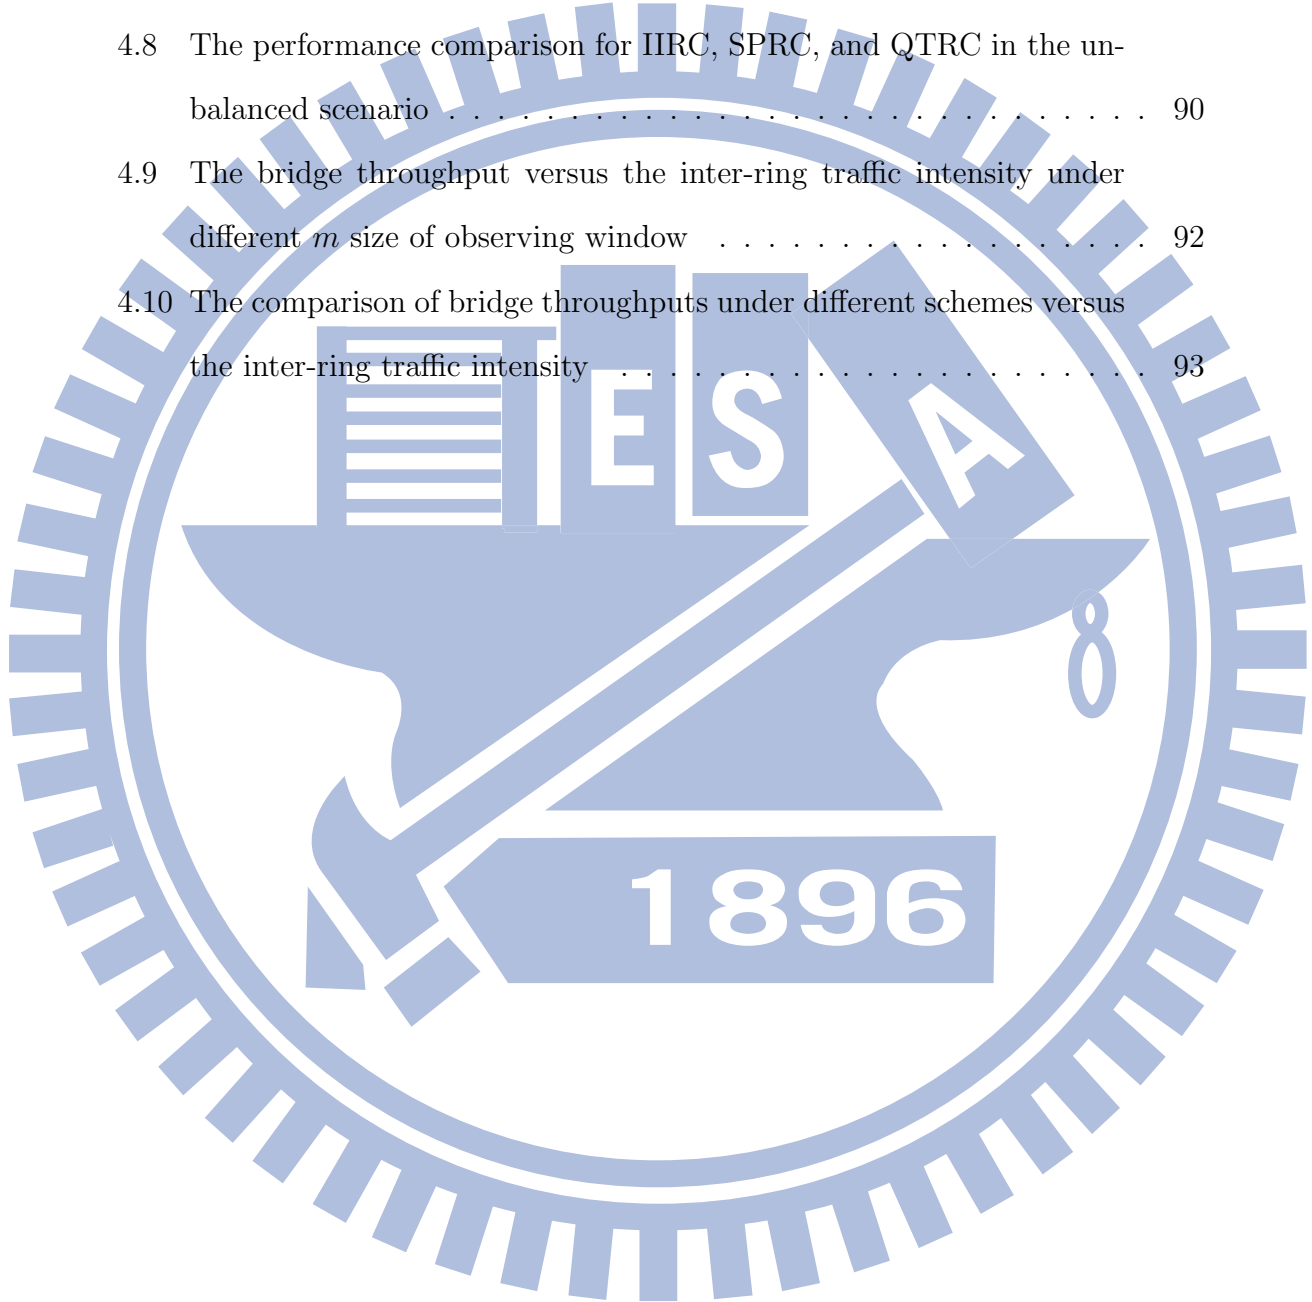 4.8 The performance comparison for IIRC, SPRC, and QTRC in the un-
balanced scenario . . . . . . . . . . . . . . . . . . . . . . . . . . . . . . 90
4.9 The bridge throughput versus the inter-ring traffic intensity under
different m size of observing window . . . . . . . . . . . . . . . . . . 92
4.10 The comparison of bridge throughputs under different schemes versus
the inter-ring traffic intensity . . . . . . . . . . . . . . . . . . . . . . 93
E S A
8
1896